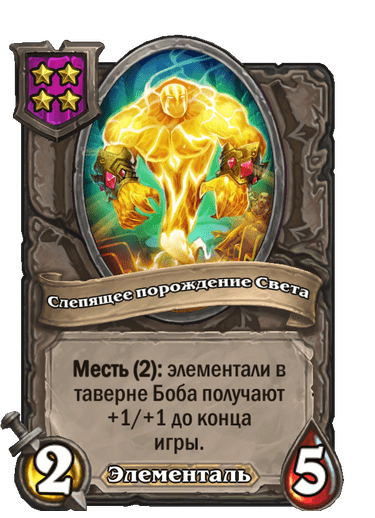 Слепящее порождение Света
Месть (2): элементали в
таверне Боба получают
+1/+1 до конца
игры.
2
Элементаль
5